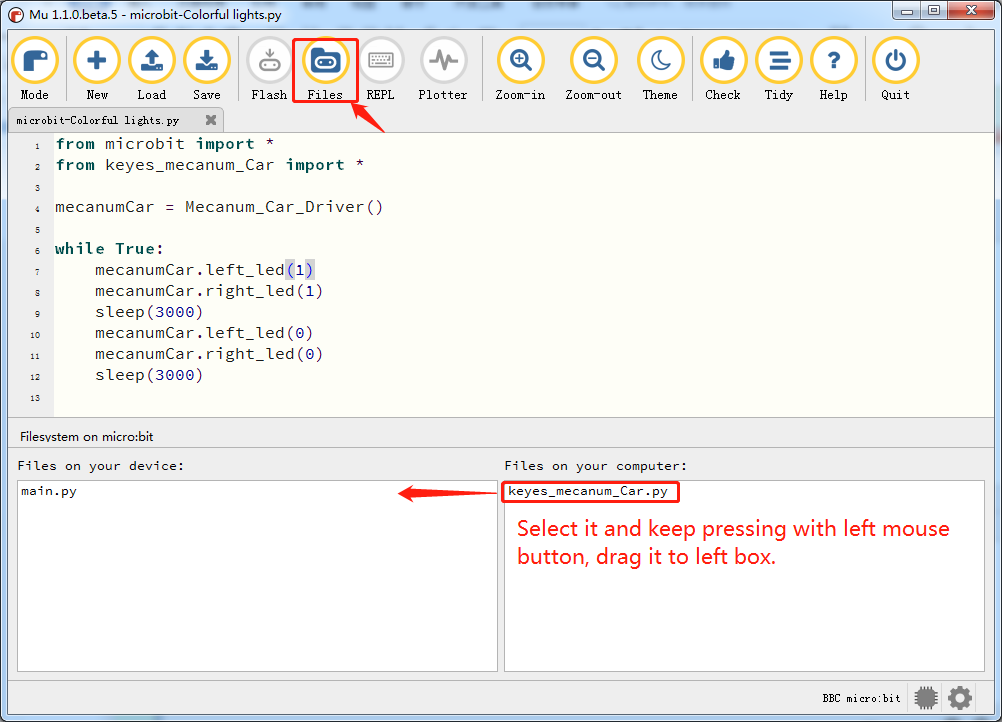 Mu 1.1.0.beta.5 - microbit-Colorful lights.py
Mode New Load Save Flash Files REPL Plotter Zoom-in Zoom-out Theme Check Tidy Help Quit
microbit-Colorful lights.py
1 from microbit import *
2 from keyes_mecanum_Car import *
3
4 mecanumCar = Mecanum_Car_Driver()
5
6 while True:
7     mecanumCar.left_led(1)
8     mecanumCar.right_led(1)
9     sleep(3000)
10     mecanumCar.left_led(0)
11     mecanumCar.right_led(0)
12     sleep(3000)
13
Filesystem on micro:bit
Files on your device:
main.py
Files on your computer:
keyes_mecanum_Car.py
Select it and keep pressing with left mouse
button, drag it to left box.
BBC micro:bit